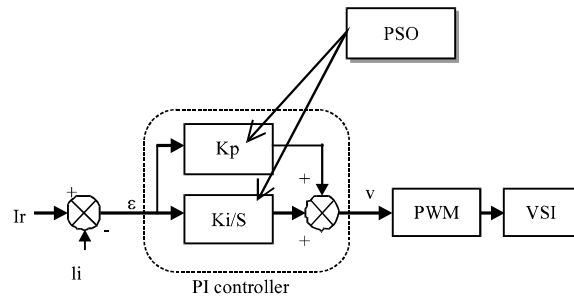 PSO
Kp
+
+
ε
v
Ir
Ki/S
PWM
VSI
-
+
Ii
PI controller